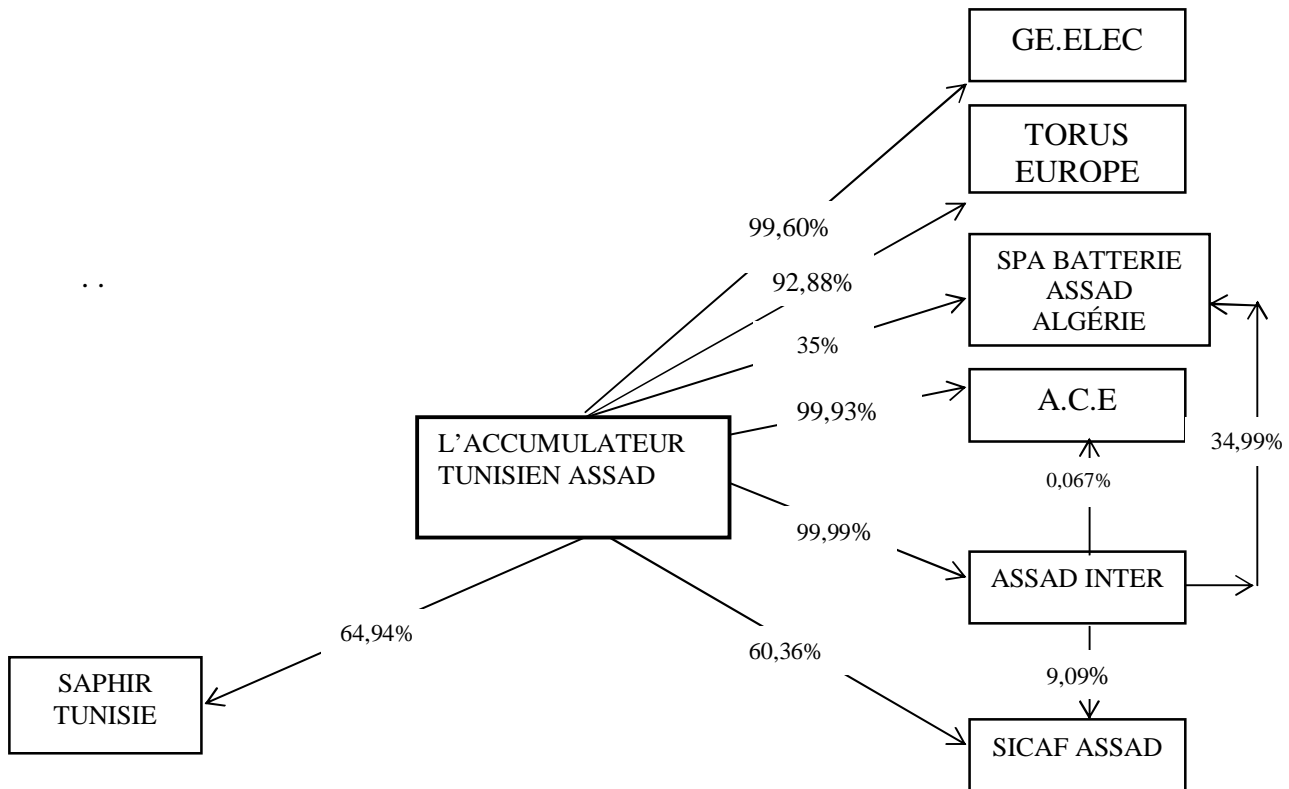 GE.ELEC
TORUS
EUROPE
99,60%
92,88%
SPA BATTERIE
ASSAD
ALGÉRIE
. .
35%
99,93%
A.C.E
34,99%
L'ACCUMULATEUR
TUNISIEN ASSAD
0,067%
99,99%
ASSAD INTER
64,94%
60,36%
9,09%
SAPHIR
TUNISIE
SICAF ASSAD